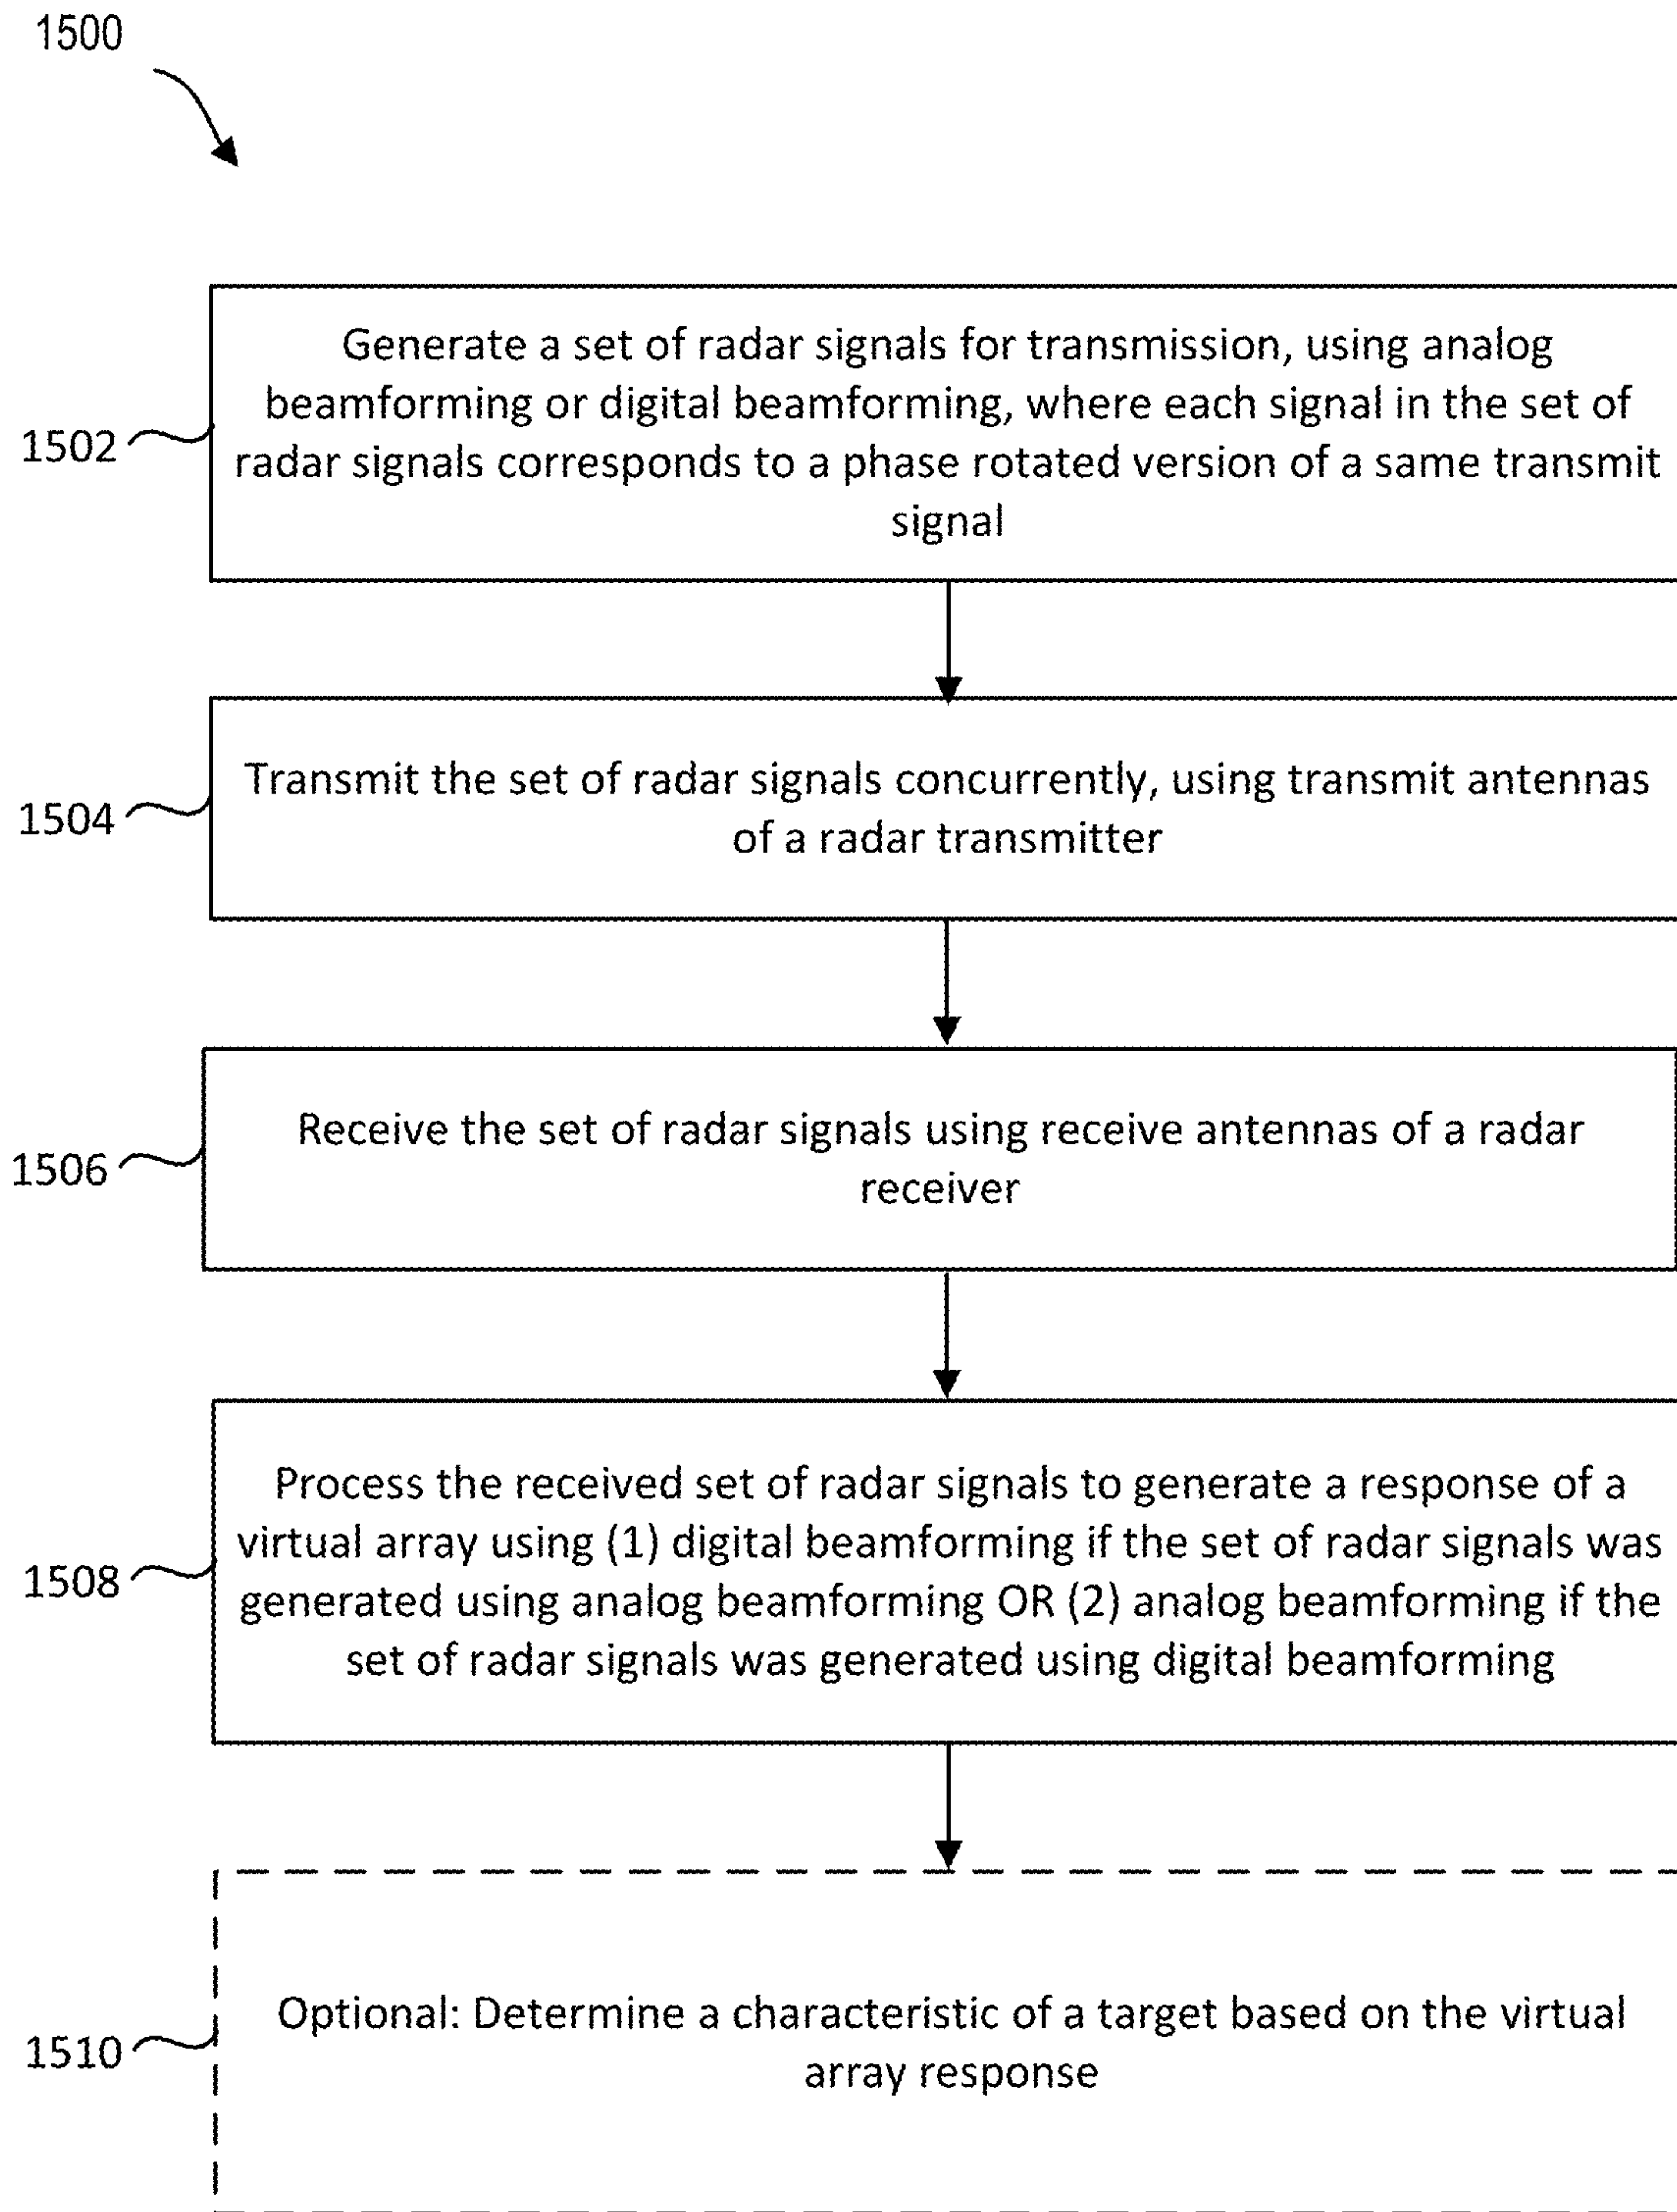 1500
Generate a set of radar signals for transmission, using analog
beamforming or digital beamforming, where each signal in the set of
1502
radar signals corresponds to a phase rotated version of a same transmit
signal
Transmit the set of radar signals concurrently, using transmit antennas
1504
of a radar transmitter
Receive the set of radar signals using receive antennas of a radar
1506
receiver
Process the received set of radar signals to generate a response of a
virtual array using (1) digital beamforming if the set of radar signals was
1508
generated using analog beamforming OR (2) analog beamforming if the
set of radar signals was generated using digital beamforming
Optional: Determine a characteristic of a target based on the virtual
1510
array response